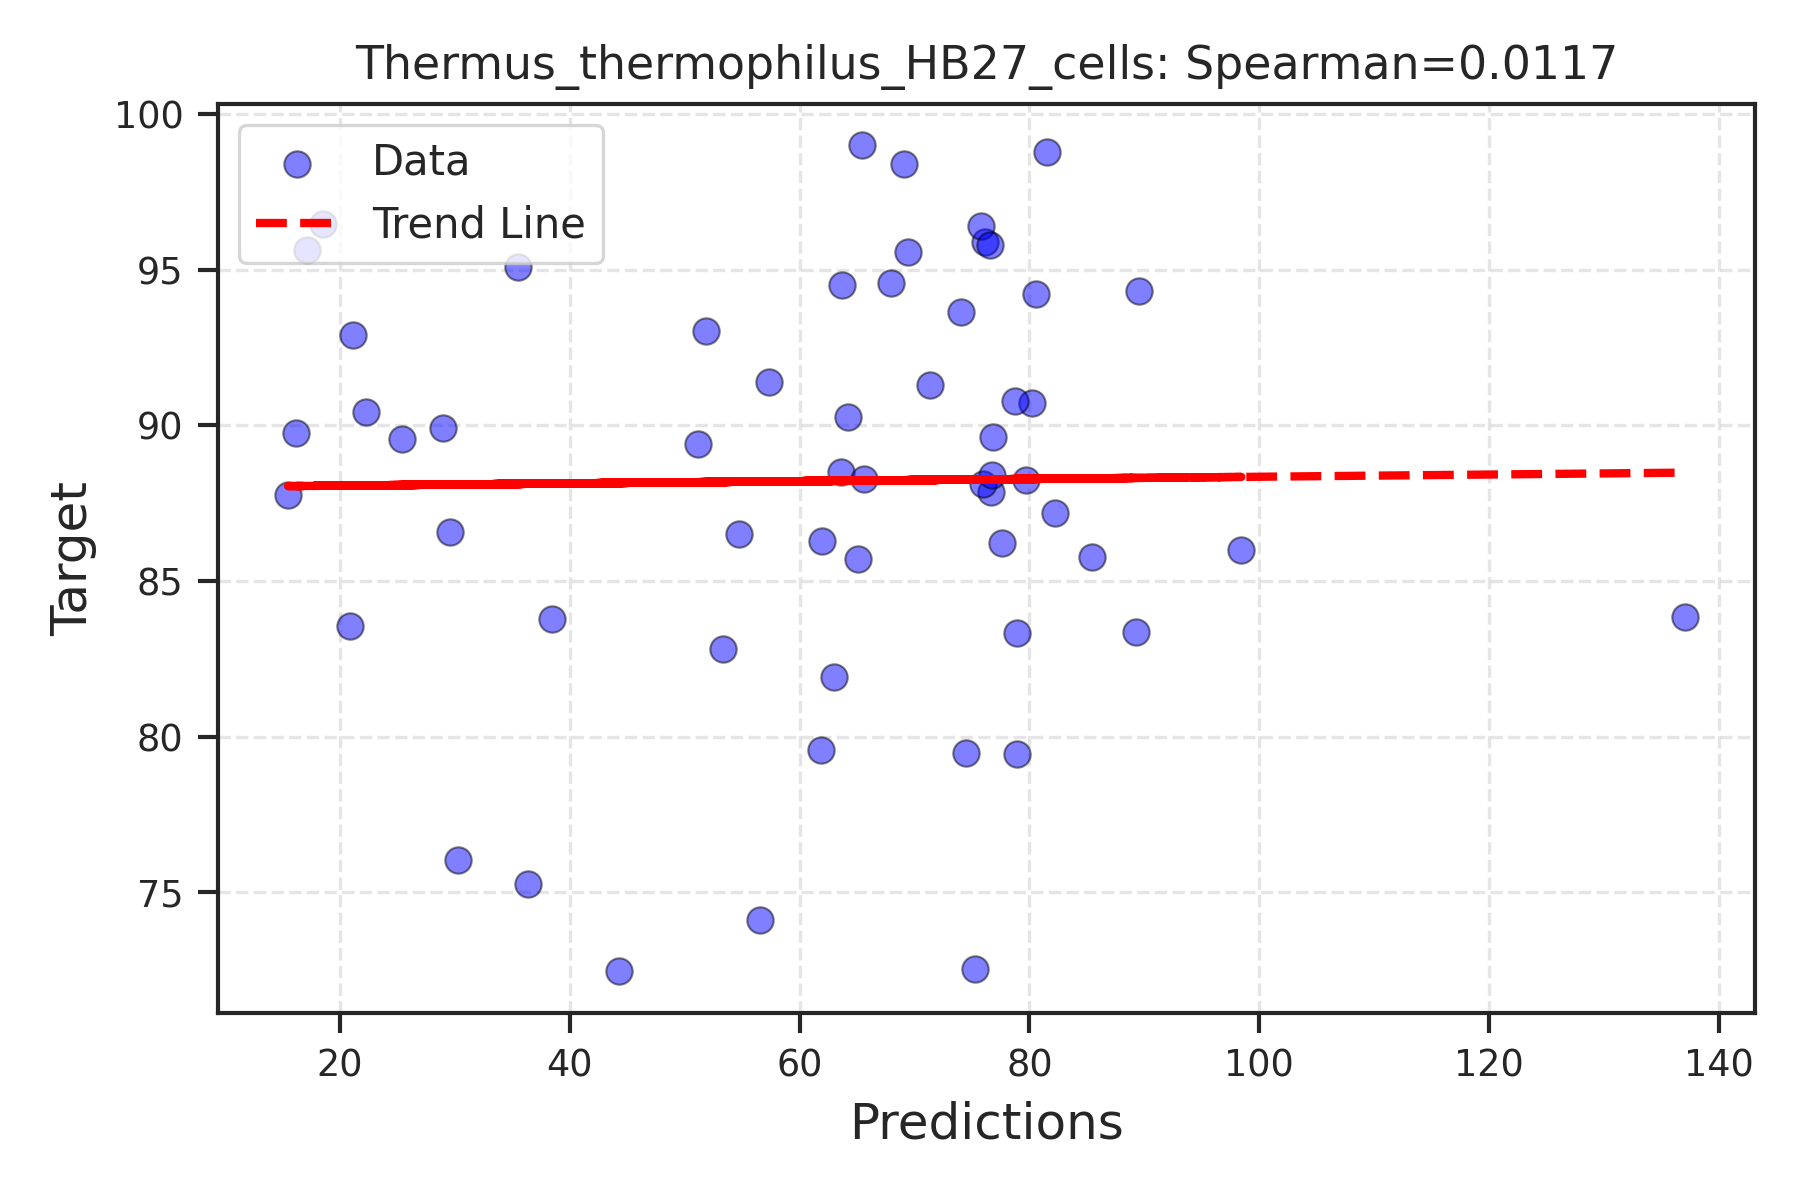 Thermus_thermophilus_HB27_cells: Spearman=0.0117
100
95
90
85
80
75
Data
Trend Line
Target
20 40 60 80 100 120 140
Predictions